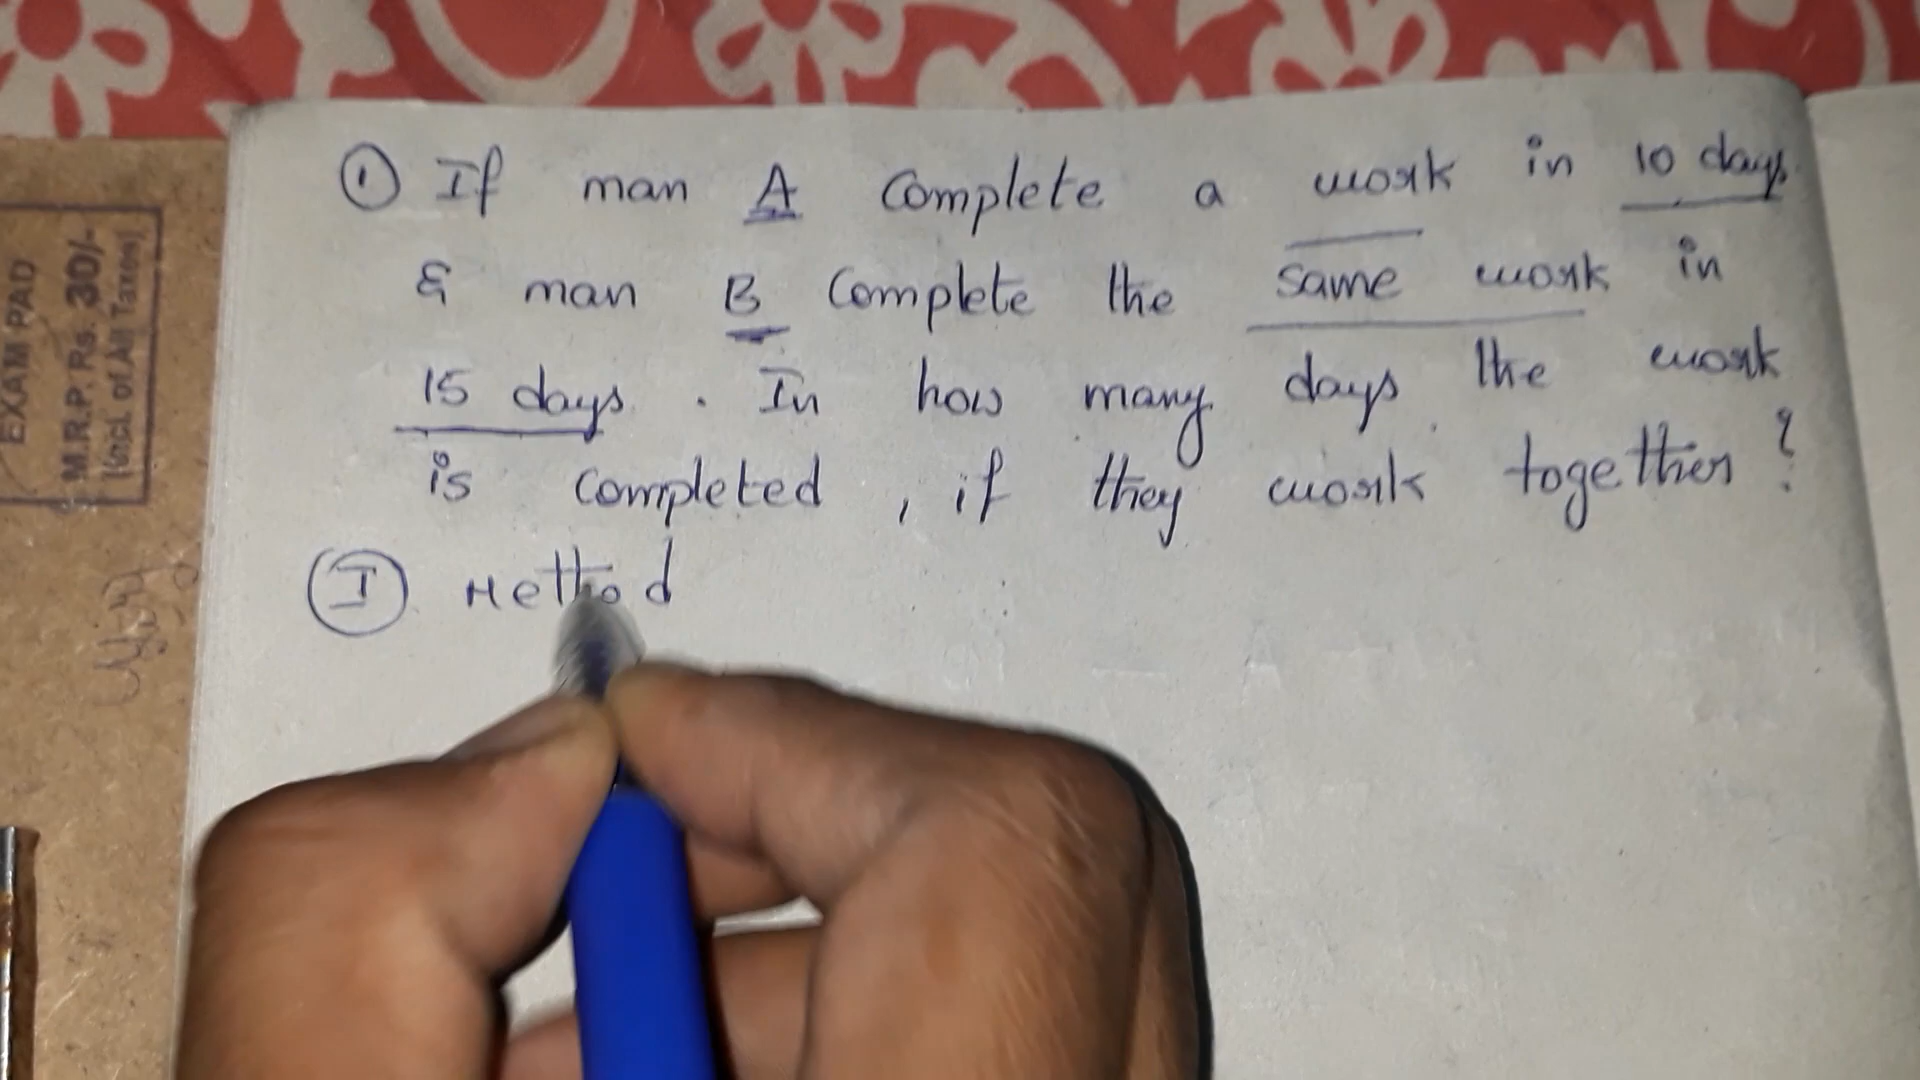 ① If man A Complete a work in 10 days
& man B Complete the same work in
15 days . In how many days the work
is Completed , if they work together ?
Ⓘ Method
EXAM PAD
M.R.P. Rs. 30/-
(Incl. of All Taxes)